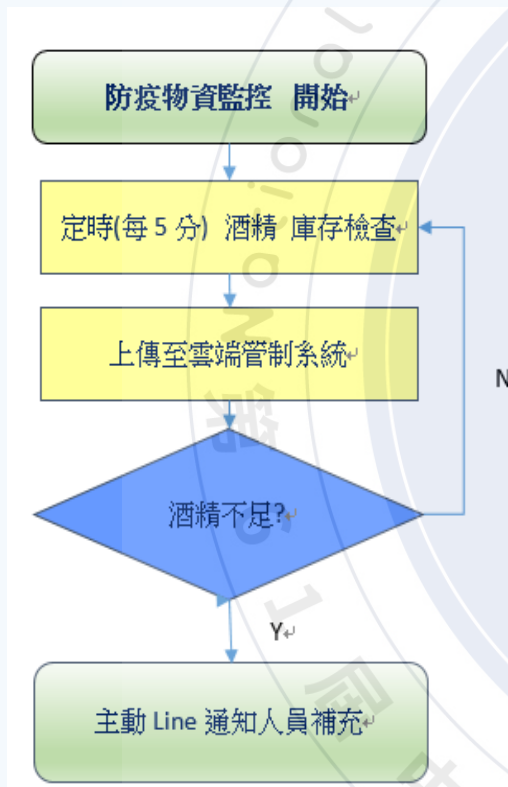 防疫物資監控 開始
定時(每 5 分) 酒精 庫存檢查
上傳至雲端管制系統
N
酒精不足?
Y
主動 Line 通知人員補充